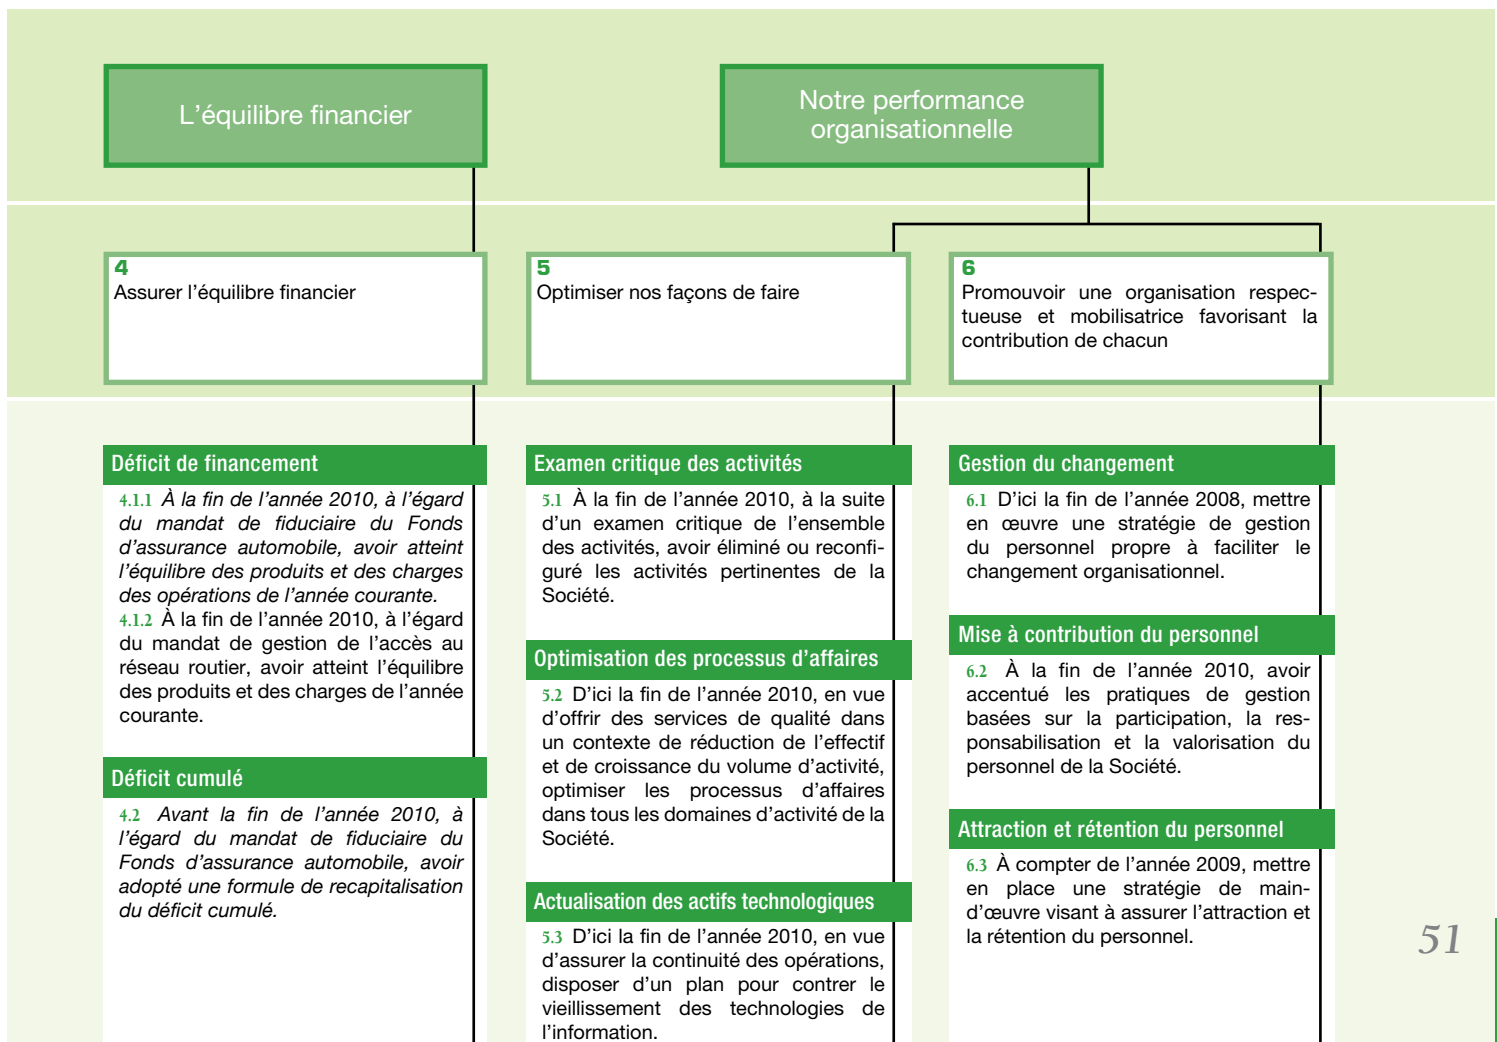 L'équilibre financier
Notre performance
organisationnelle
4
Assurer l'équilibre financier
5
Optimiser nos façons de faire
6
Promouvoir une organisation respec-
tueuse et mobilisatrice favorisant la
contribution de chacun
Déficit de financement
4.1.1 À la fin de l'année 2010, à l'égard
du mandat de fiduciaire du Fonds
d'assurance automobile, avoir atteint
l'équilibre des produits et des charges
des opérations de l'année courante.
4.1.2 À la fin de l'année 2010, à l'égard
du mandat de gestion de l'accès au
réseau routier, avoir atteint l'équilibre
des produits et des charges de l'année
courante.
Déficit cumulé
4.2 Avant la fin de l'année 2010, à
l'égard du mandat de fiduciaire du
Fonds d'assurance automobile, avoir
adopté une formule de recapitalisation
du déficit cumulé.
Examen critique des activités
5.1 À la fin de l'année 2010, à la suite
d'un examen critique de l'ensemble
des activités, avoir éliminé ou reconfi-
guré les activités pertinentes de la
Société.
Optimisation des processus d'affaires
5.2 D'ici la fin de l'année 2010, en vue
d'offrir des services de qualité dans
un contexte de réduction de l'effectif
et de croissance du volume d'activité,
optimiser les processus d'affaires
dans tous les domaines d'activité de la
Société.
Actualisation des actifs technologiques
5.3 D'ici la fin de l'année 2010, en vue
d'assurer la continuité des opérations,
disposer d'un plan pour contrer le
vieillissement des technologies de
l'information.
Gestion du changement
6.1 D'ici la fin de l'année 2008, mettre
en œuvre une stratégie de gestion
du personnel propre à faciliter le
changement organisationnel.
Mise à contribution du personnel
6.2 À la fin de l'année 2010, avoir
accentué les pratiques de gestion
basées sur la participation, la res-
ponsabilisation et la valorisation du
personnel de la Société.
Attraction et rétention du personnel
6.3 À compter de l'année 2009, mettre
en place une stratégie de main-
d'œuvre visant à assurer l'attraction et
la rétention du personnel.
51